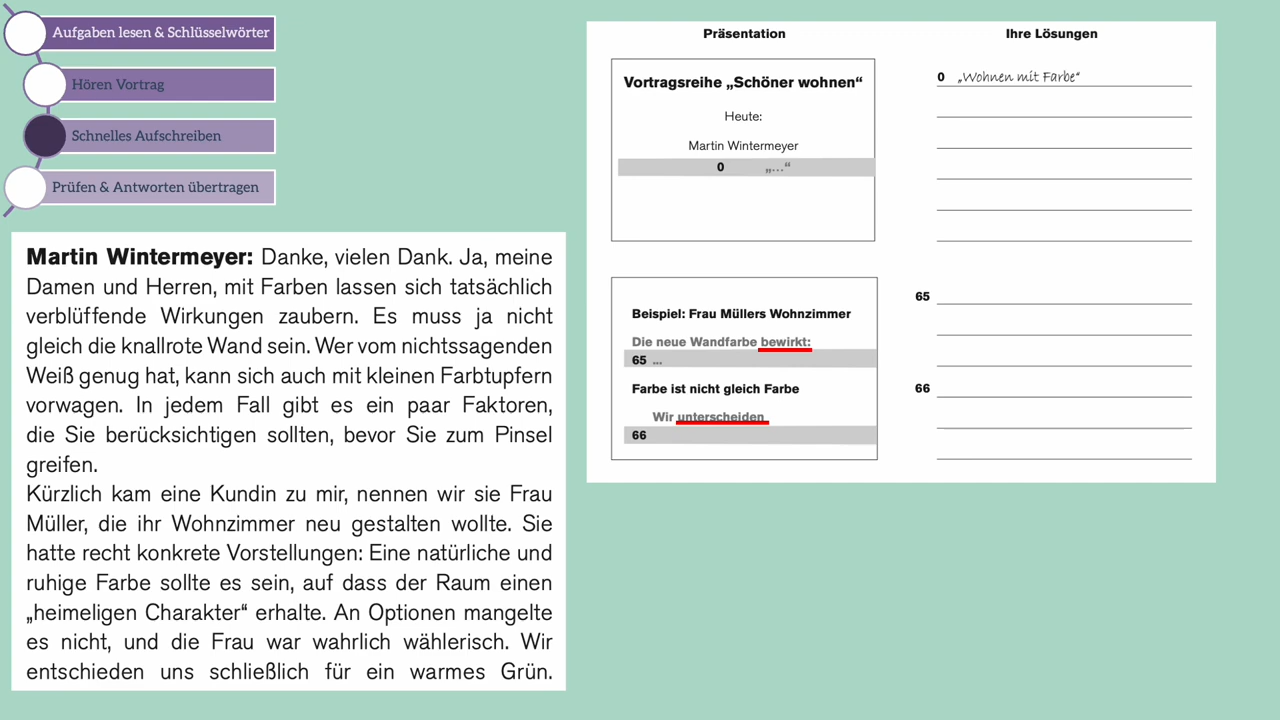 Aufgaben lesen & Schlüsselwörter
Hören Vortrag
Schnelles Aufschreiben
Prüfen & Antworten übertragen
Martin Wintermeyer: Danke, vielen Dank. Ja, meine
Damen und Herren, mit Farben lassen sich tatsächlich
verblüffende Wirkungen zaubern. Es muss ja nicht
gleich die knallrote Wand sein. Wer vom nichtssagenden
Weiß genug hat, kann sich auch mit kleinen Farbtupfern
vorwagen. In jedem Fall gibt es ein paar Faktoren,
die Sie berücksichtigen sollten, bevor Sie zum Pinsel
greifen.
Kürzlich kam eine Kundin zu mir, nennen wir sie Frau
Müller, die ihr Wohnzimmer neu gestalten wollte. Sie
hatte recht konkrete Vorstellungen: Eine natürliche und
ruhige Farbe sollte es sein, auf dass der Raum einen
„heimeligen Charakter“ erhalte. An Optionen mangelte
es nicht, und die Frau war wahrlich wählerisch. Wir
entschieden uns schließlich für ein warmes Grün.
Präsentation
Vortragsreihe „Schöner wohnen“
Heute:
Martin Wintermeyer
0 „...“
Beispiel: Frau Müllers Wohnzimmer
Die neue Wandfarbe bewirkt:
65 ...
Farbe ist nicht gleich Farbe
Wir unterscheiden
66
Ihre Lösungen
0 „Wohnen mit Farbe“
65
66